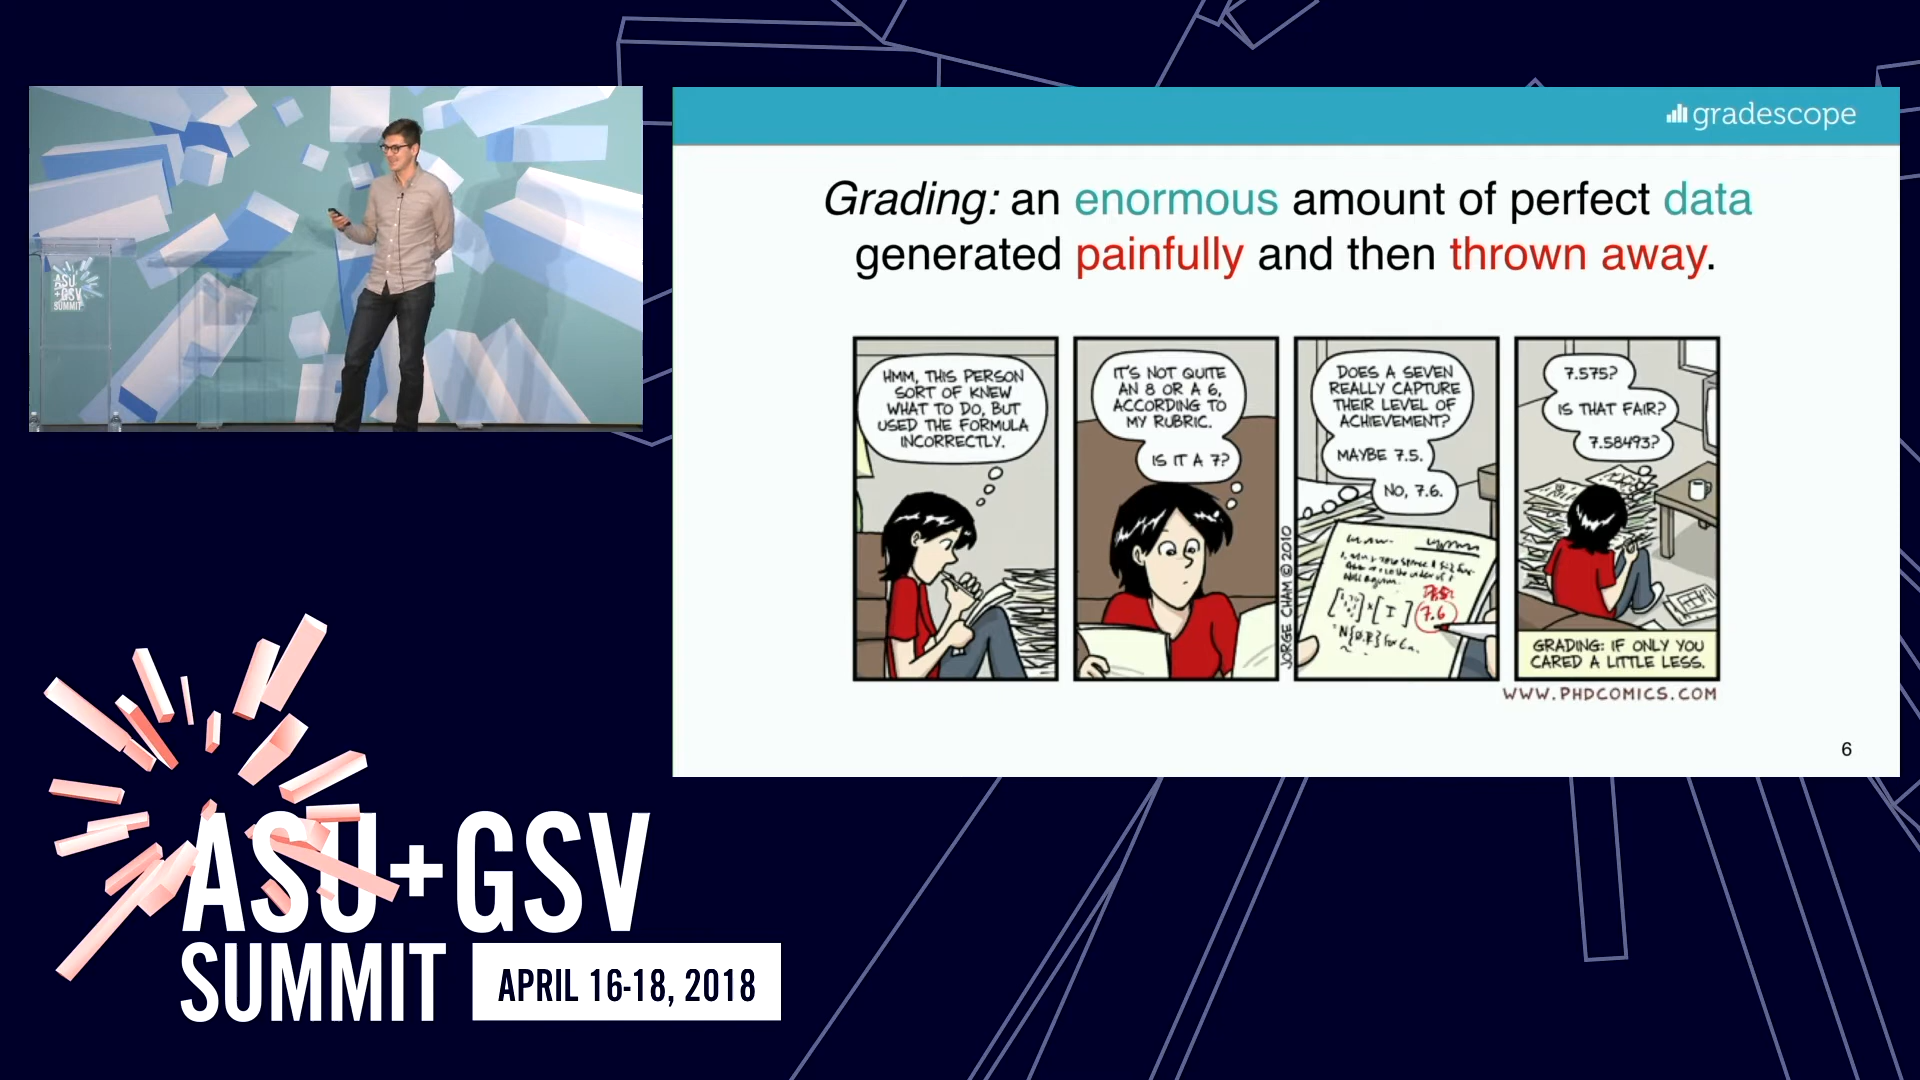 gradescope
Grading: an enormous amount of perfect data
generated painfully and then thrown away.
HMM, THIS PERSON
SORT OF KNEW
WHAT TO DO, BUT
USED THE FORMULA
INCORRECTLY.
IT'S NOT QUITE
AN 8 OR A 6,
ACCORDING TO
MY RUBRIC.
IS IT A 7?
JORGE CHAM © 2010
DOES A SEVEN
REALLY CAPTURE
THEIR LEVEL OF
ACHIEVEMENT?
MAYBE 7.5.
NO, 7.6.
7.6
7.575?
IS THAT FAIR?
7.58493?
GRADING: IF ONLY YOU
CARED A LITTLE LESS.
WWW.PHDCOMICS.COM
6
ASU
+GSV
SUMMIT
ASU+GSV
SUMMIT
APRIL 16-18, 2018